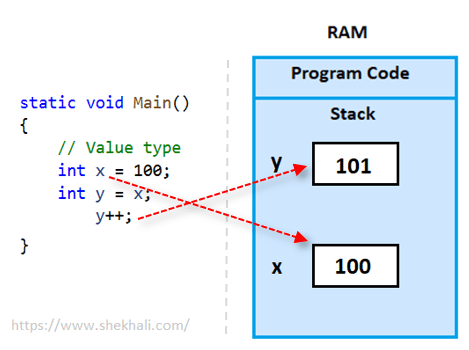 static void Main()
{
// Value type
int x = 100;
int y = x;
y++;
}
https://www.shekhali.com/
RAM
Program Code
Stack
y
101
x
100